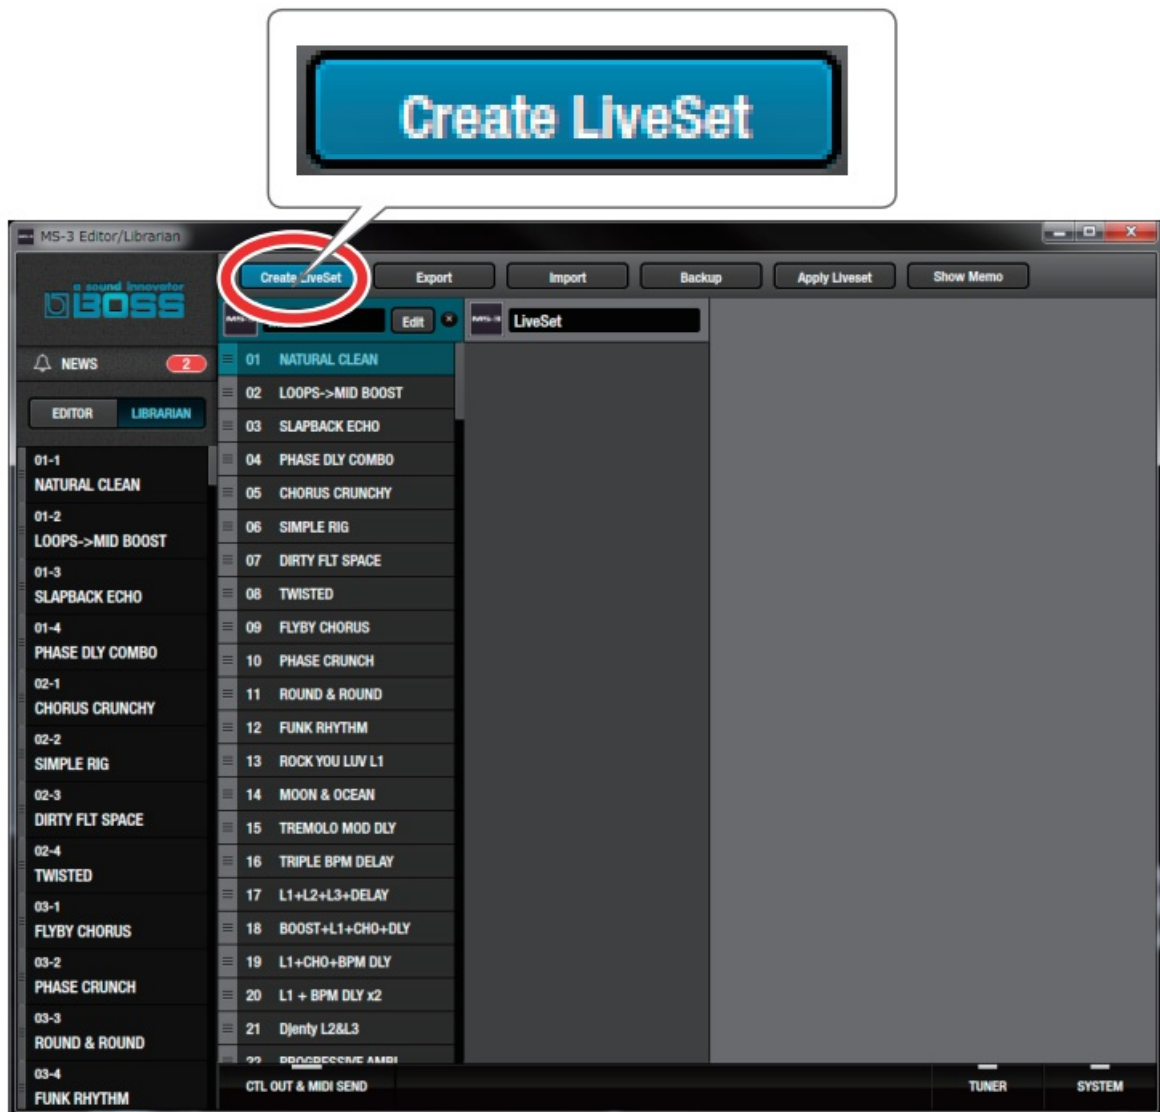 Create LiveSet
MS-3 Editor/Librarian
a sound innovator
BOSS
NEWS
2
EDITOR
LIBRARIAN
01-1
NATURAL CLEAN
01-2
LOOPS->MID BOOST
01-3
SLAPBACK ECHO
01-4
PHASE DLY COMBO
02-1
CHORUS CRUNCHY
02-2
SIMPLE RIG
02-3
DIRTY FLT SPACE
02-4
TWISTED
03-1
FLYBY CHORUS
03-2
PHASE CRUNCH
03-3
ROUND & ROUND
03-4
FUNK RHYTHM
Create LiveSet
Export
Import
Backup
Apply Liveset
Show Memo
Edit
MS-3
LiveSet
01 NATURAL CLEAN
02 LOOPS->MID BOOST
03 SLAPBACK ECHO
04 PHASE DLY COMBO
05 CHORUS CRUNCHY
06 SIMPLE RIG
07 DIRTY FLT SPACE
08 TWISTED
09 FLYBY CHORUS
10 PHASE CRUNCH
11 ROUND & ROUND
12 FUNK RHYTHM
13 ROCK YOU LUV L1
14 MOON & OCEAN
15 TREMOLO MOD DLY
16 TRIPLE BPM DELAY
17 L1+L2+L3+DELAY
18 BOOST+L1+CHO+DLY
19 L1+CHO+BPM DLY
20 L1 + BPM DLY x2
21 Djenty L2&L3
22 PROGRESSIVE AMBI
CTL OUT & MIDI SEND
TUNER
SYSTEM